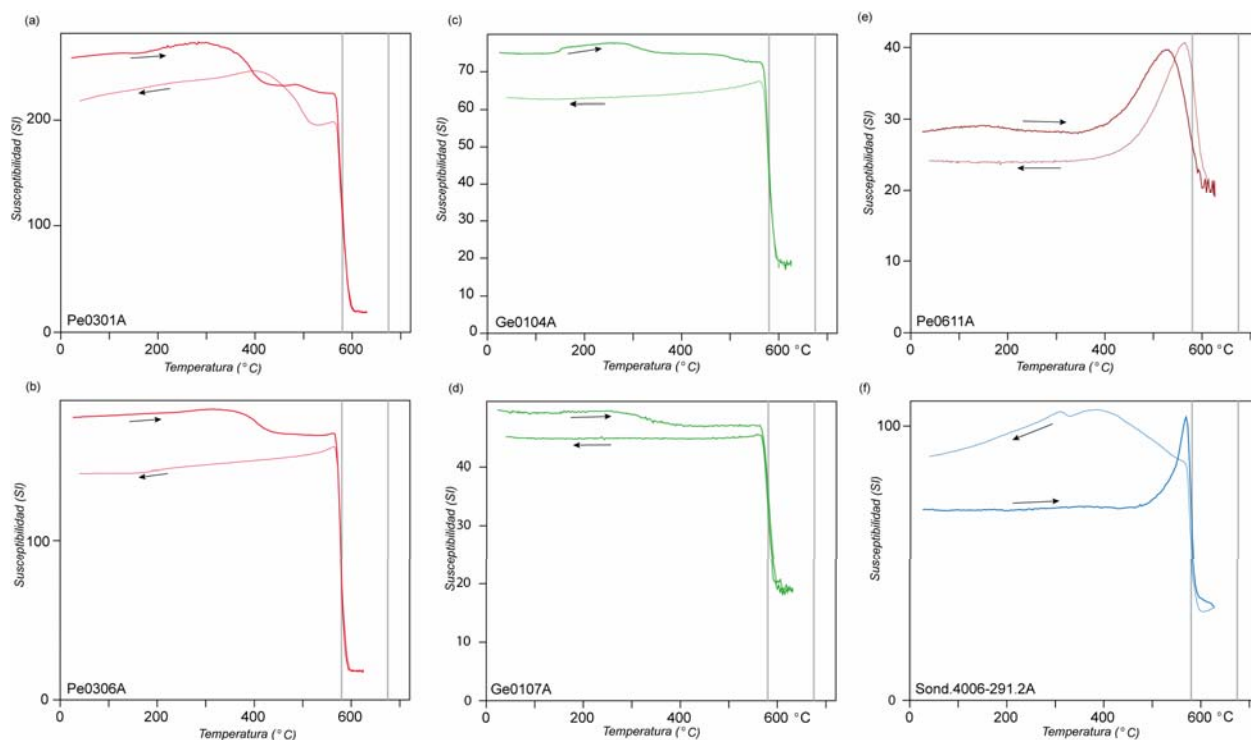 (a)
Susceptibilidad (SI)
200
100
0
Pe0301A
0 200 400 600
Temperatura (°C)
(c)
Susceptibilidad (SI)
70
60
50
40
30
20
10
0
Ge0104A
0 200 400 600 °C
Temperatura (°C)
(e)
Susceptibilidad (SI)
40
30
20
10
0
Pe0611A
0 200 400 600 °C
Temperatura (°C)
(b)
Susceptibilidad (SI)
100
0
Pe0306A
0 200 400 600
Temperatura (°C)
(d)
Susceptibilidad (SI)
40
30
20
10
0
Ge0107A
0 200 400 600 °C
Temperatura (°C)
(f)
Susceptibilidad (SI)
100
0
Sond.4006-291.2A
0 200 400 600 °C
Temperatura (°C)